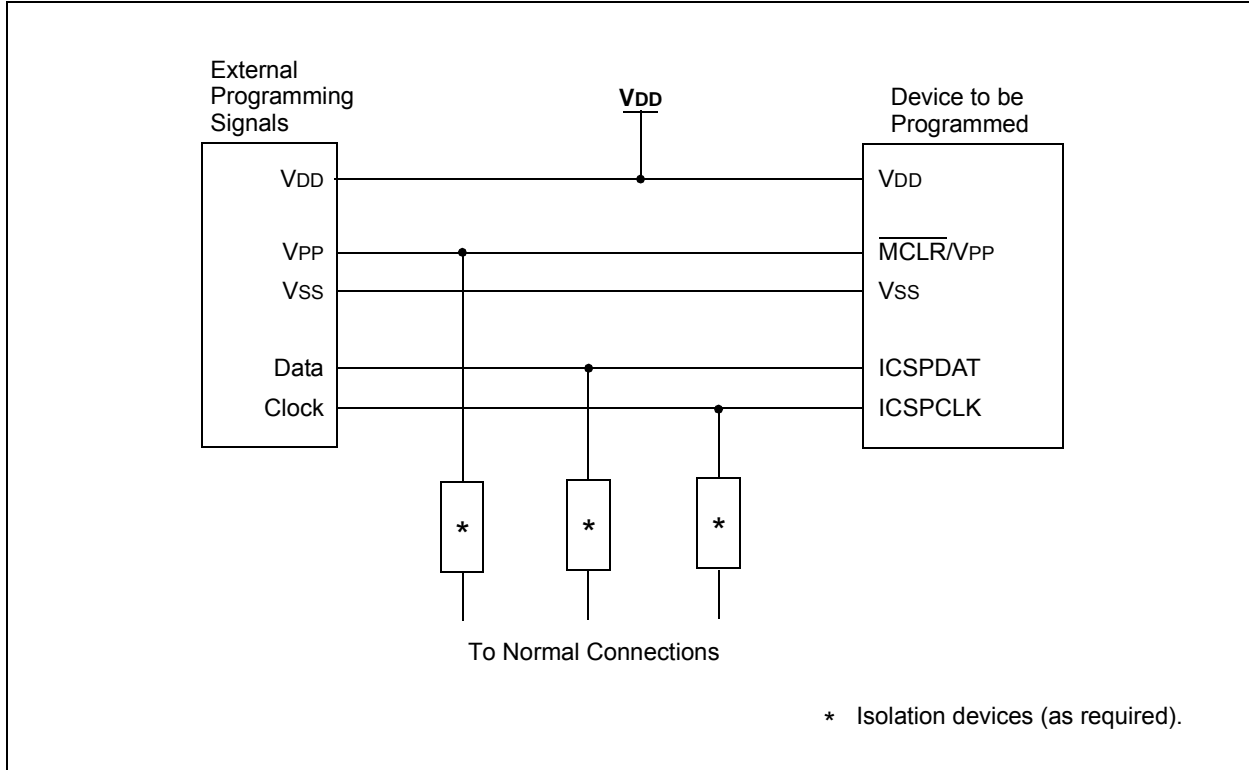 External
Programming
Signals
VDD
Device to be
Programmed
VDD
VDD
VPP
MCLR/VPP
VSS
VSS
Data
ICSPDAT
Clock
ICSPCLK
*
*
*
To Normal Connections
* Isolation devices (as required).